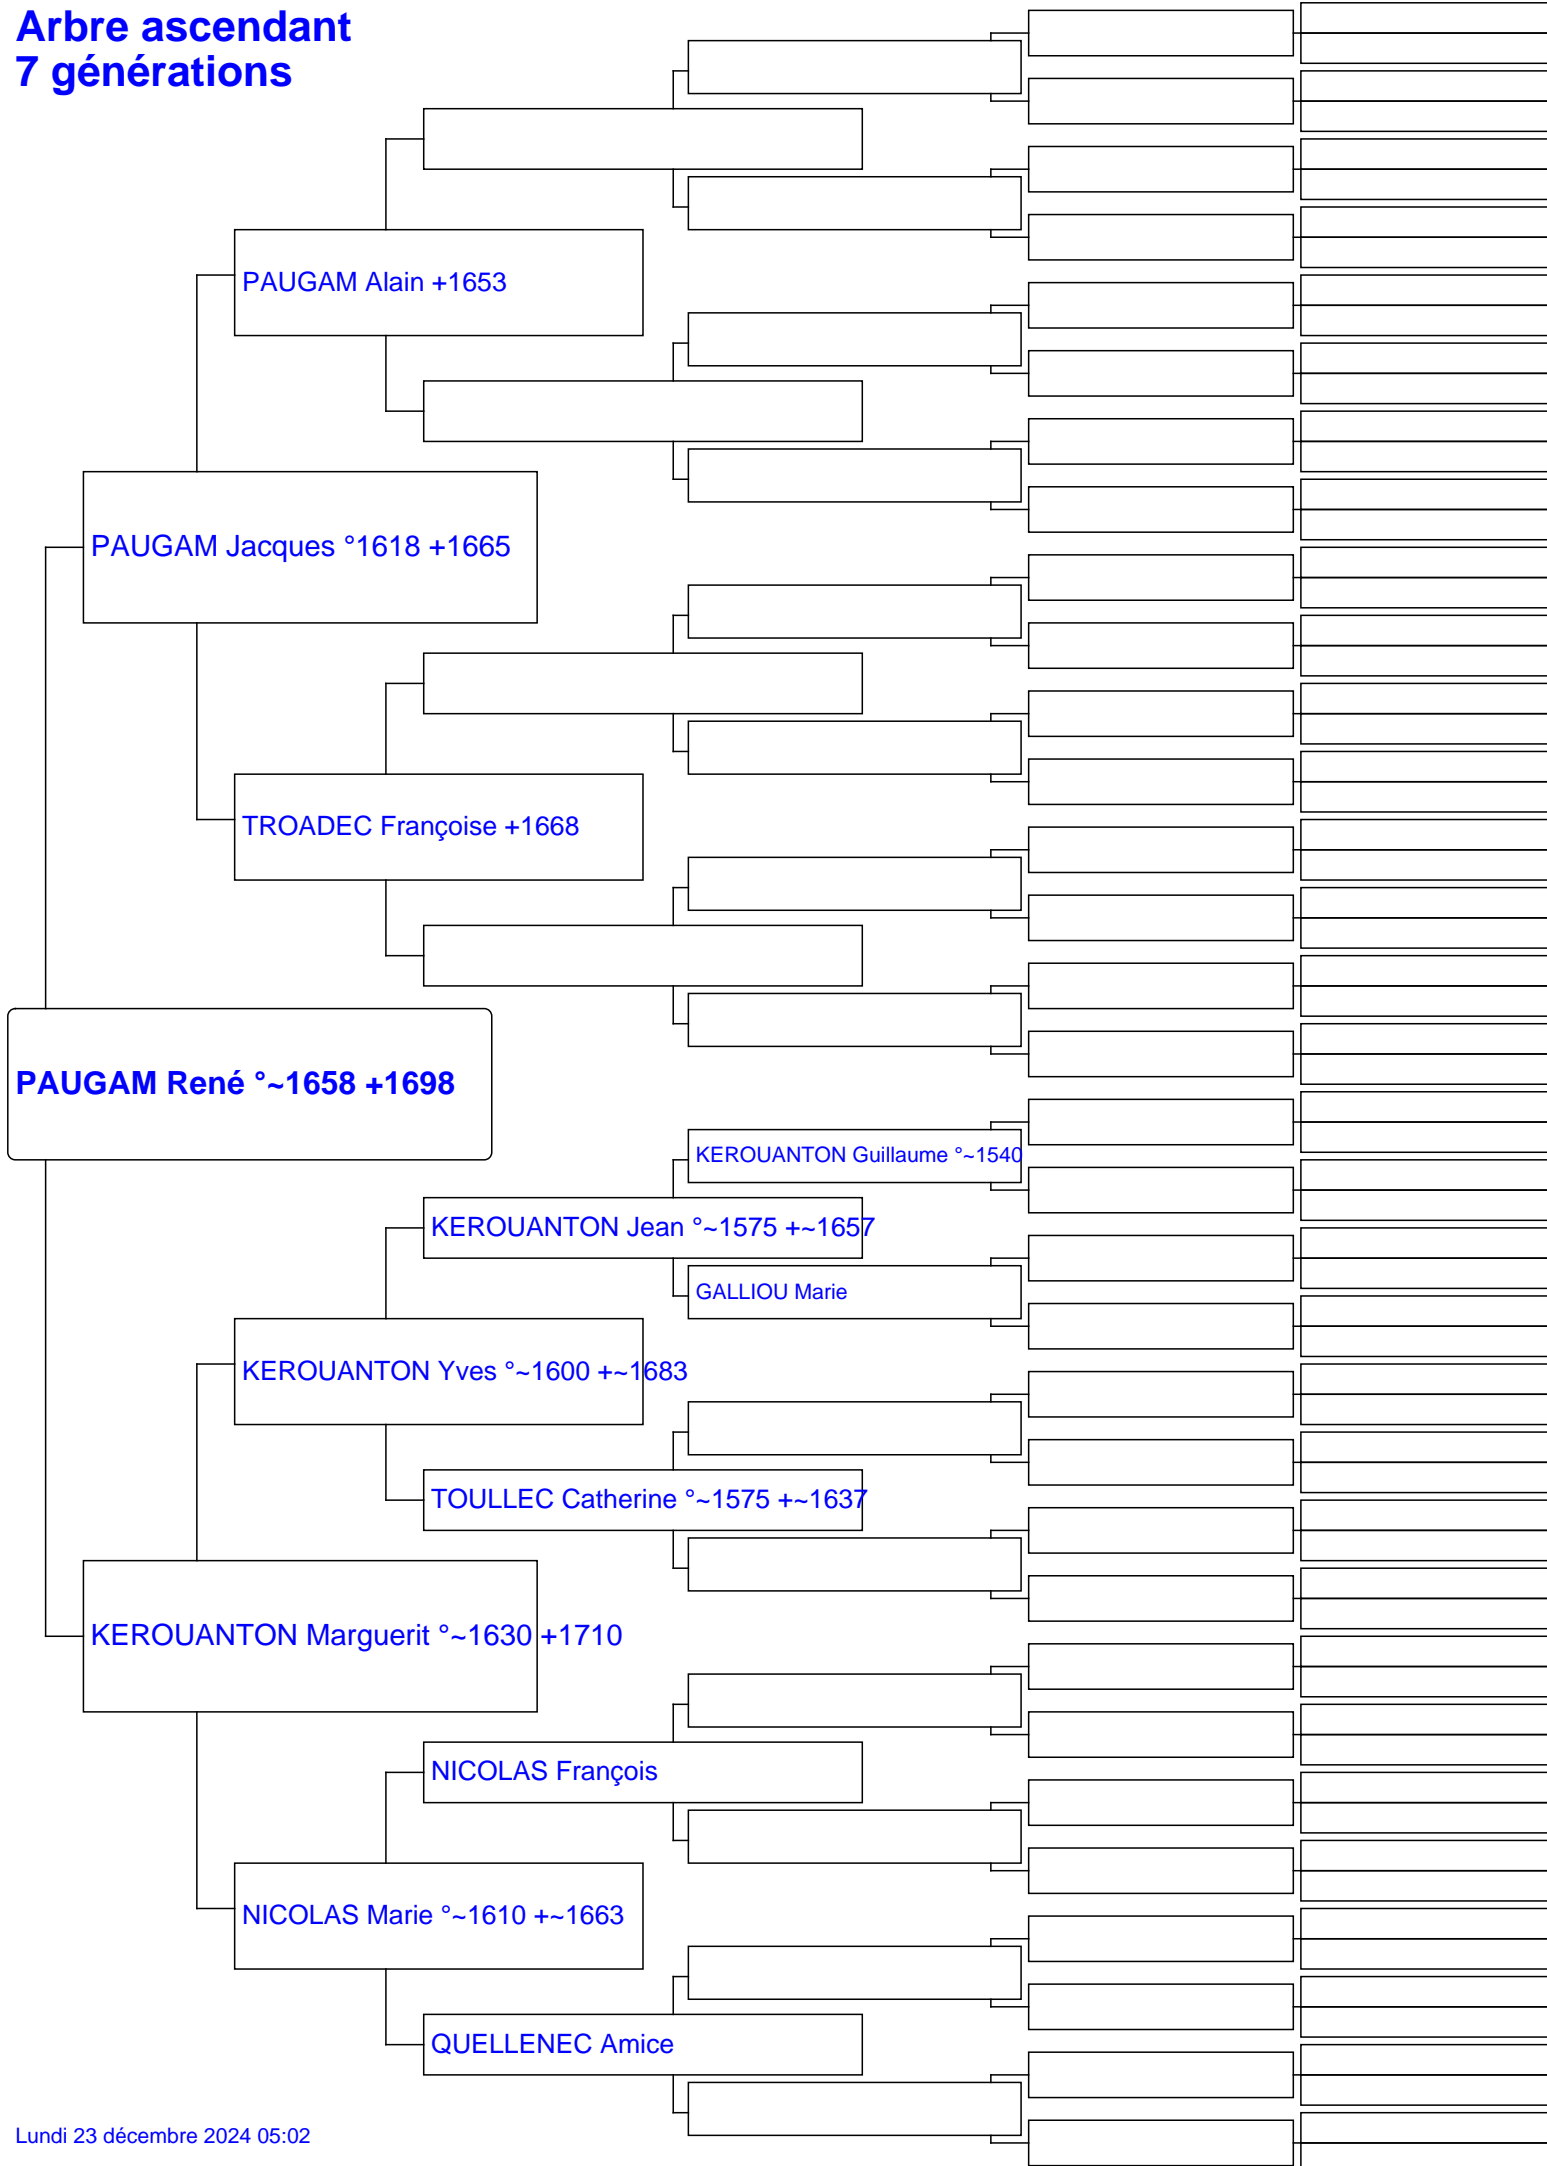 Arbre ascendant
7 générations
PAUGAM Alain +1653
PAUGAM Jacques °1618 +1665
TROADEC Françoise +1668
PAUGAM René °~1658 +1698
KEROUANTON Guillaume °~1540
KEROUANTON Jean °~1575 +~1657
GALLIOU Marie
KEROUANTON Yves °~1600 +~1683
TOULLEC Catherine °~1575 +~1637
KEROUANTON Marguerit °~1630 +1710
NICOLAS François
NICOLAS Marie °~1610 +~1663
QUELLENEC Amice
Lundi 23 décembre 2024 05:02